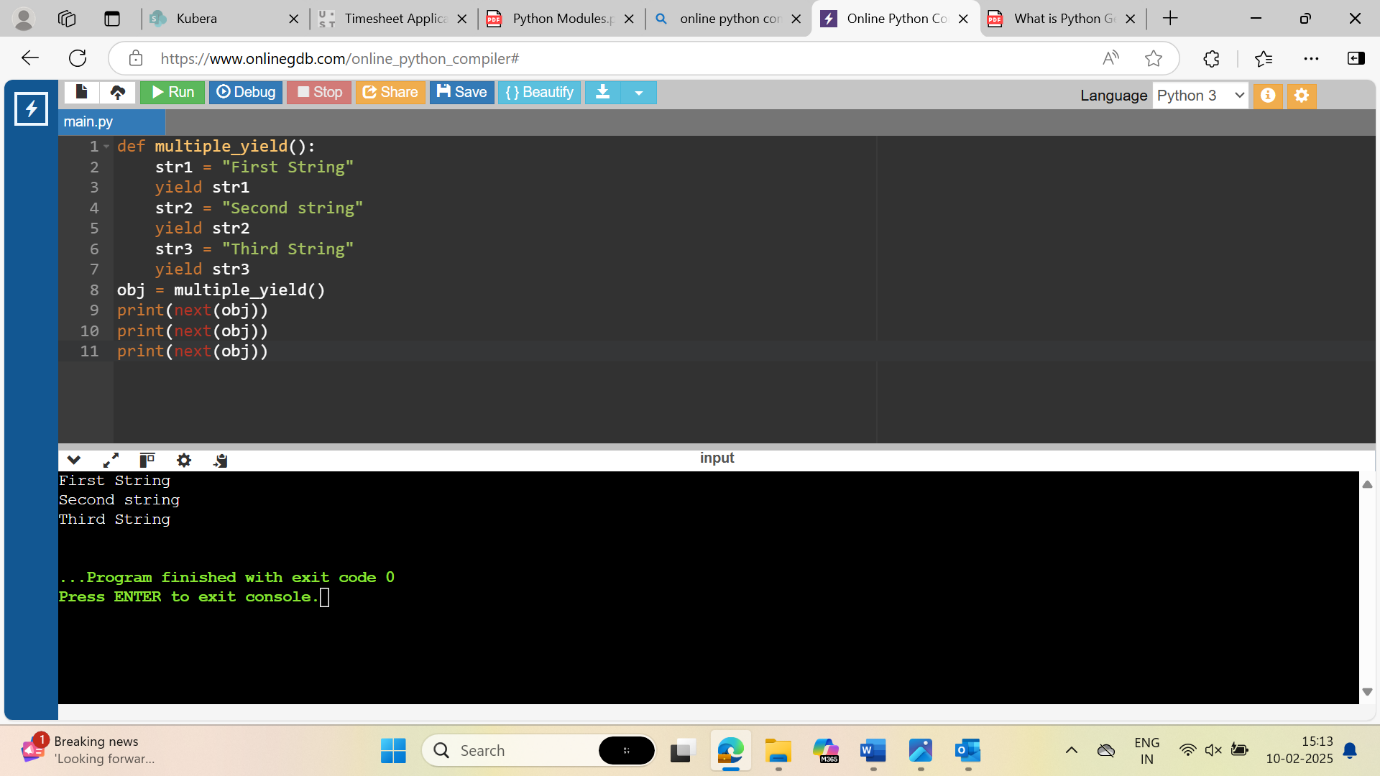 Kubera
Timesheet Applica
Python Modules.p
online python cor
Online Python Co
What is Python Ge
https://www.onlinegdb.com/online_python_compiler#
Run
Debug
Stop
Share
Save
{ } Beautify
Language Python 3
main.py
1 def multiple_yield():
2 str1 = "First String"
3 yield str1
4 str2 = "Second string"
5 yield str2
6 str3 = "Third String"
7 yield str3
8 obj = multiple_yield()
9 print(next(obj))
10 print(next(obj))
11 print(next(obj))
input
First String
Second string
Third String
...Program finished with exit code 0
Press ENTER to exit console.
1
Breaking news
'Looking forwar...
Search
M365
ENG
IN
15:13
10-02-2025